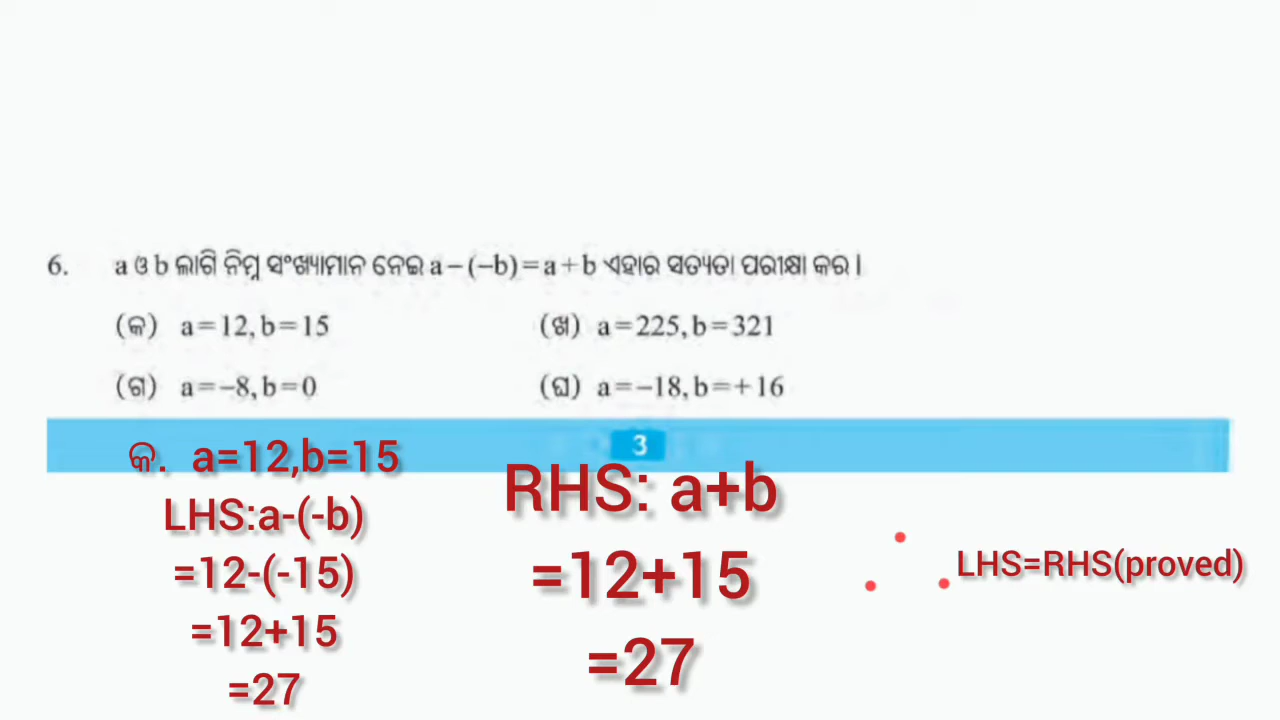 6. a ଓ b ଲାଗି ନିମ୍ନ ସଂଖ୍ୟାମାନ ନେଇ a – (–b) = a + b ଏହାର ସତ୍ୟତା ପରୀକ୍ଷା କର ।
(କ) a = 12, b = 15 (ଖ) a = 225, b = 321
(ଗ) a = –8, b = 0 (ଘ) a = –18, b = + 16
3
କ. a=12,b=15
LHS:a-(-b)
=12-(-15)
=12+15
=27
RHS: a+b
=12+15
=27
LHS=RHS(proved)